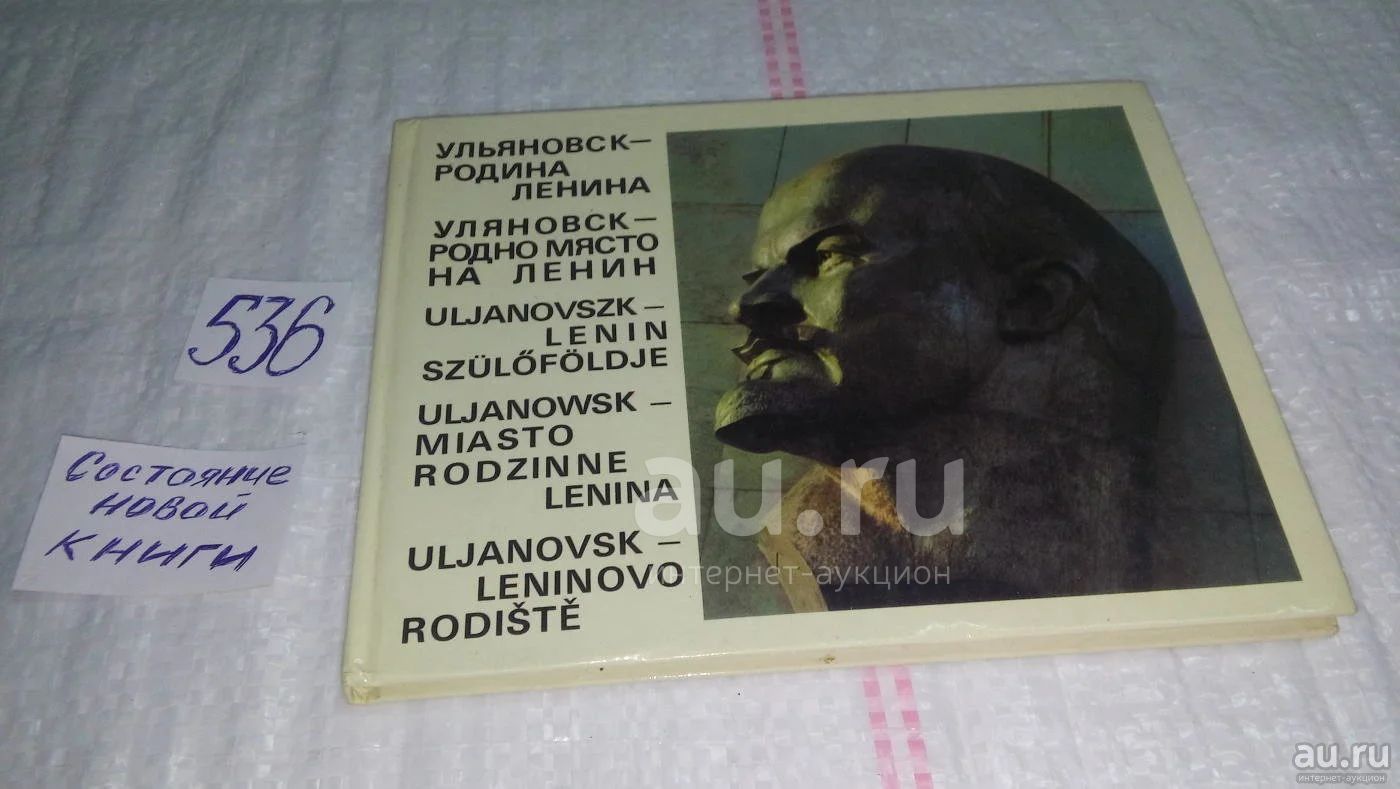 УЛЬЯНОВСК—
РОДИНА
ЛЕНИНА
УЛЯНОВСК—
РОДНО МЯСТО
НА ЛЕНИН
ULJANOVSZK –
LENIN
SZÜLŐFÖLDJE
ULJANOWSK –
MIASTO
RODZINNE
LENINA
ULJANOVSK –
LENINOVO
RODIŠTĚ
536
Состояние
новой
книги
au.ru
интернет-аукцион
au.ru
интернет-аукцион